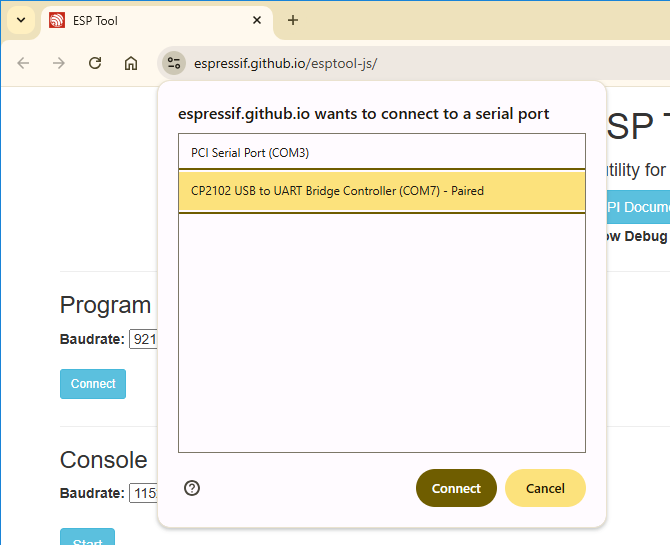 ESP Tool
espressif.github.io/esptool-js/
espressif.github.io wants to connect to a serial port
PCI Serial Port (COM3)
CP2102 USB to UART Bridge Controller (COM7) - Paired
Connect
Cancel
SP T
utility for
PI Docume
ow Debug
Program
Baudrate: 921
Connect
Console
Baudrate: 115
Start